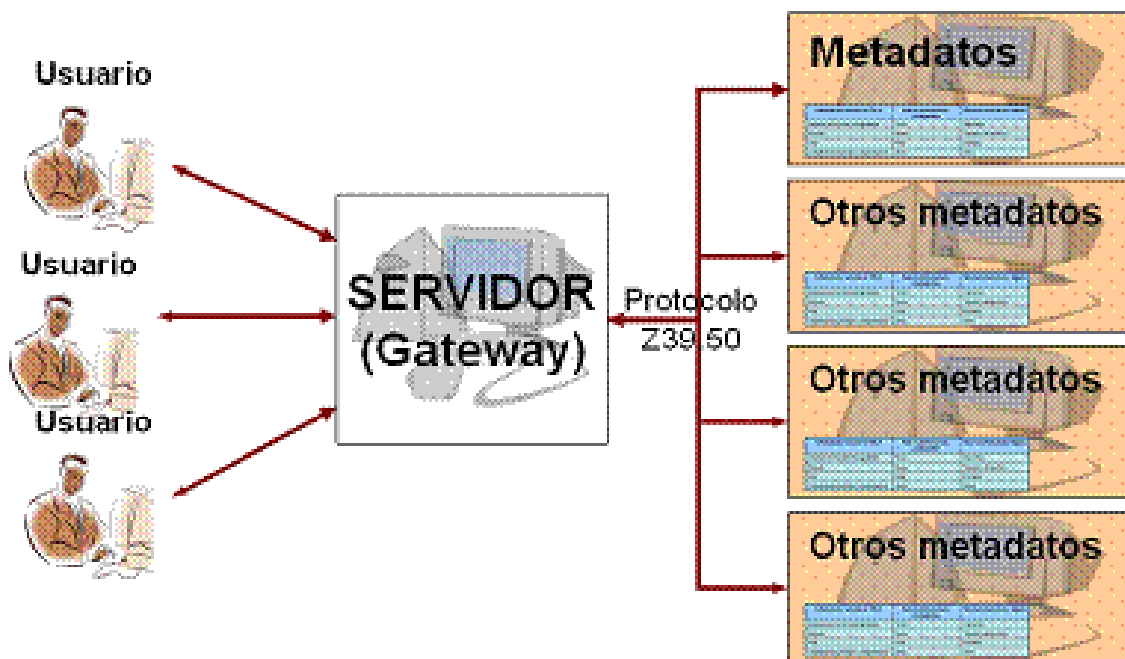 Usuario
Usuario
Usuario
SERVIDOR
(Gateway)
Protocolo
Z39.50
Metadatos
Otros metadatos
Otros metadatos
Otros metadatos